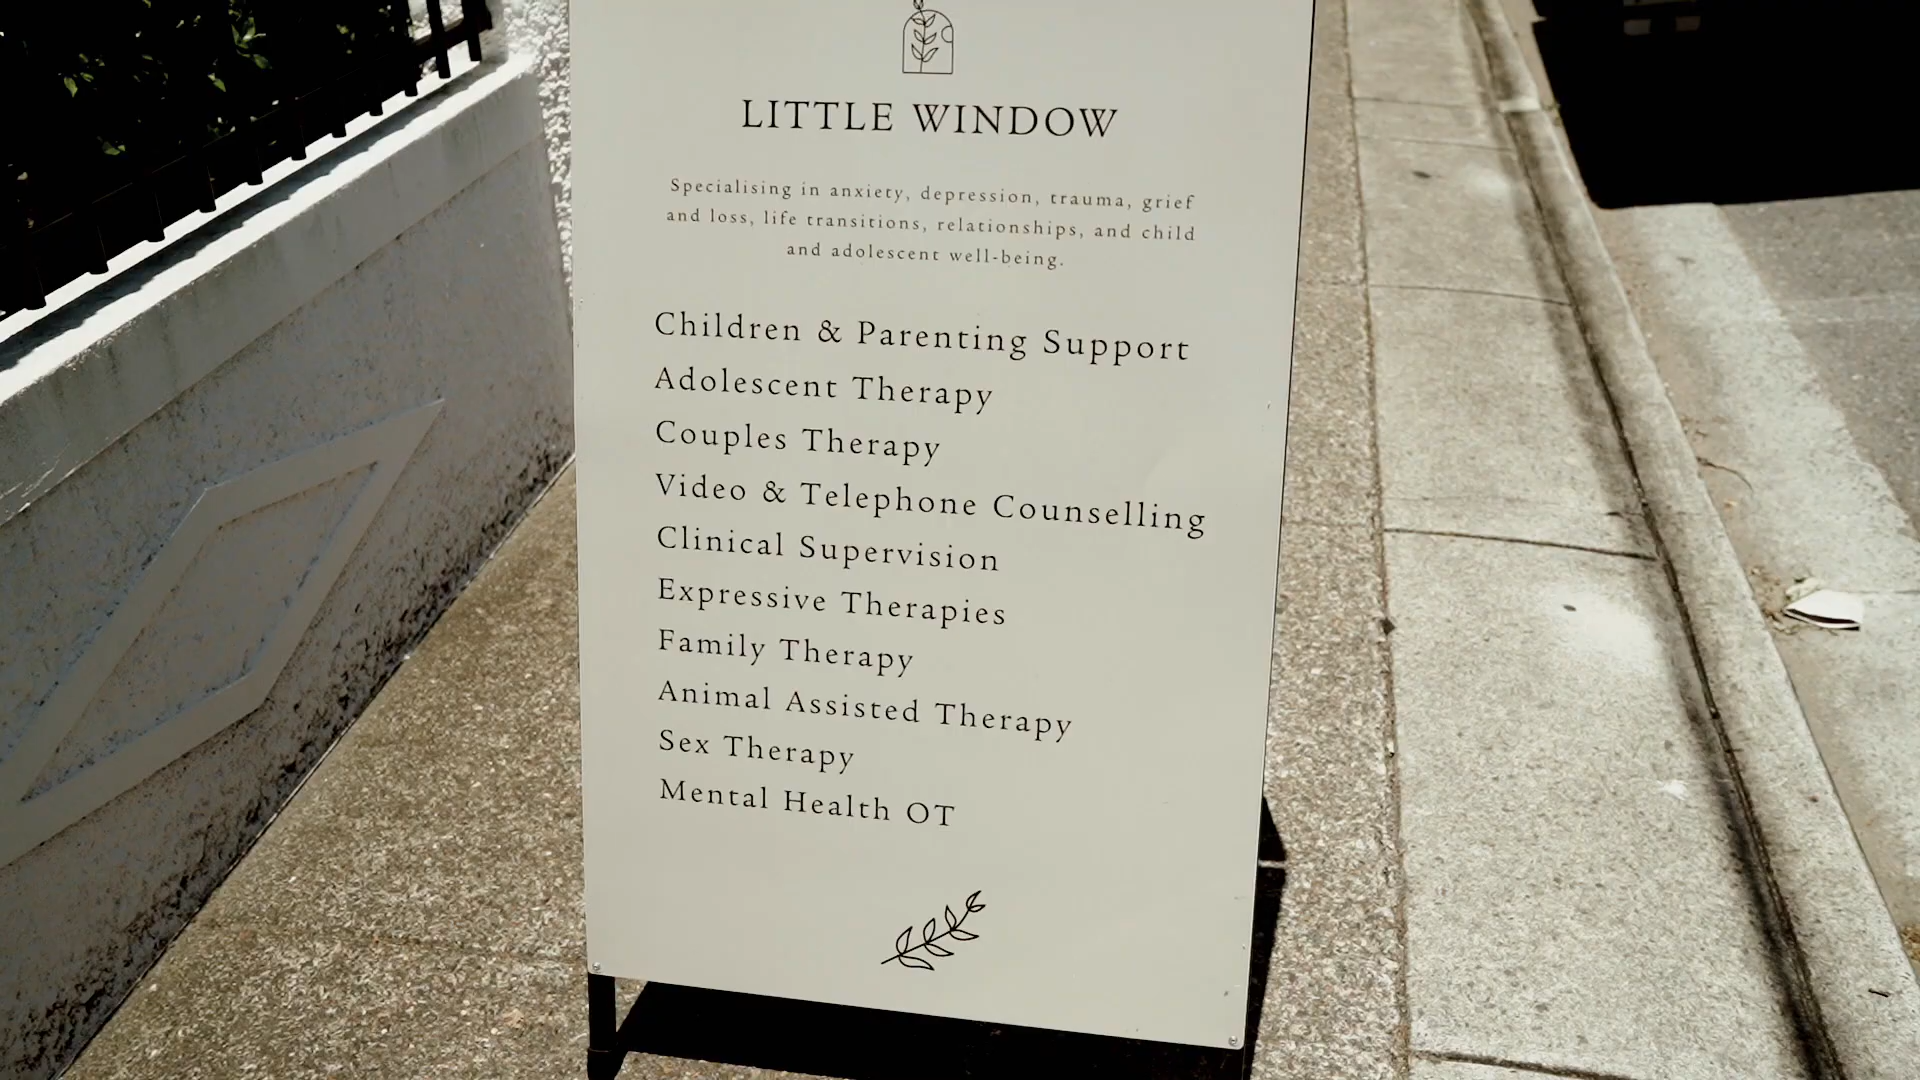 LITTLE WINDOW
Specialising in anxiety, depression, trauma, grief
and loss, life transitions, relationships, and child
and adolescent well-being.
Children & Parenting Support
Adolescent Therapy
Couples Therapy
Video & Telephone Counselling
Clinical Supervision
Expressive Therapies
Family Therapy
Animal Assisted Therapy
Sex Therapy
Mental Health OT